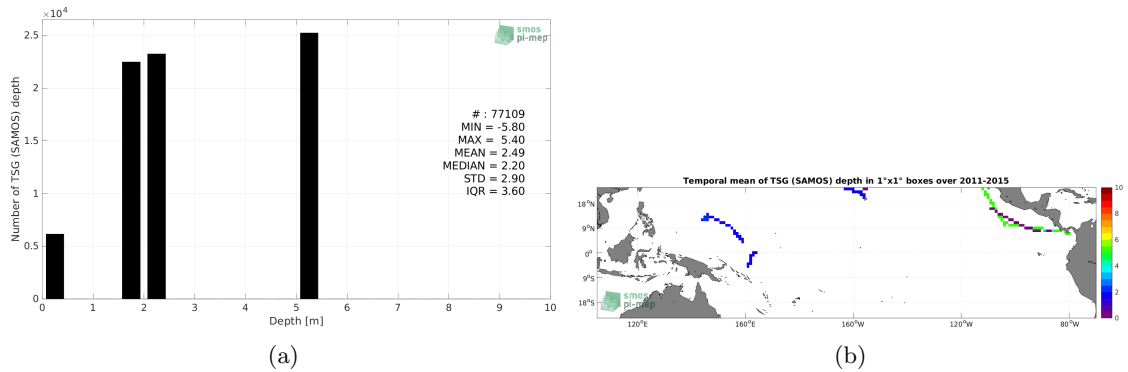 ×10⁴
2.5
2
1.5
1
0.5
0
Number of TSG (SAMOS) depth
smos
pi-mep
# : 77109
MIN = -5.80
MAX = 5.40
MEAN = 2.49
MEDIAN = 2.20
STD = 2.90
IQR = 3.60
0 1 2 3 4 5 6 7 8 9 10
Depth [m]
(a)
Temporal mean of TSG (SAMOS) depth in 1°x1° boxes over 2011-2015
18°N
9°N
0°
9°S
18°S
smos
pi-mep
120°E 160°E 160°W 120°W 80°W
10
8
6
4
2
0
(b)